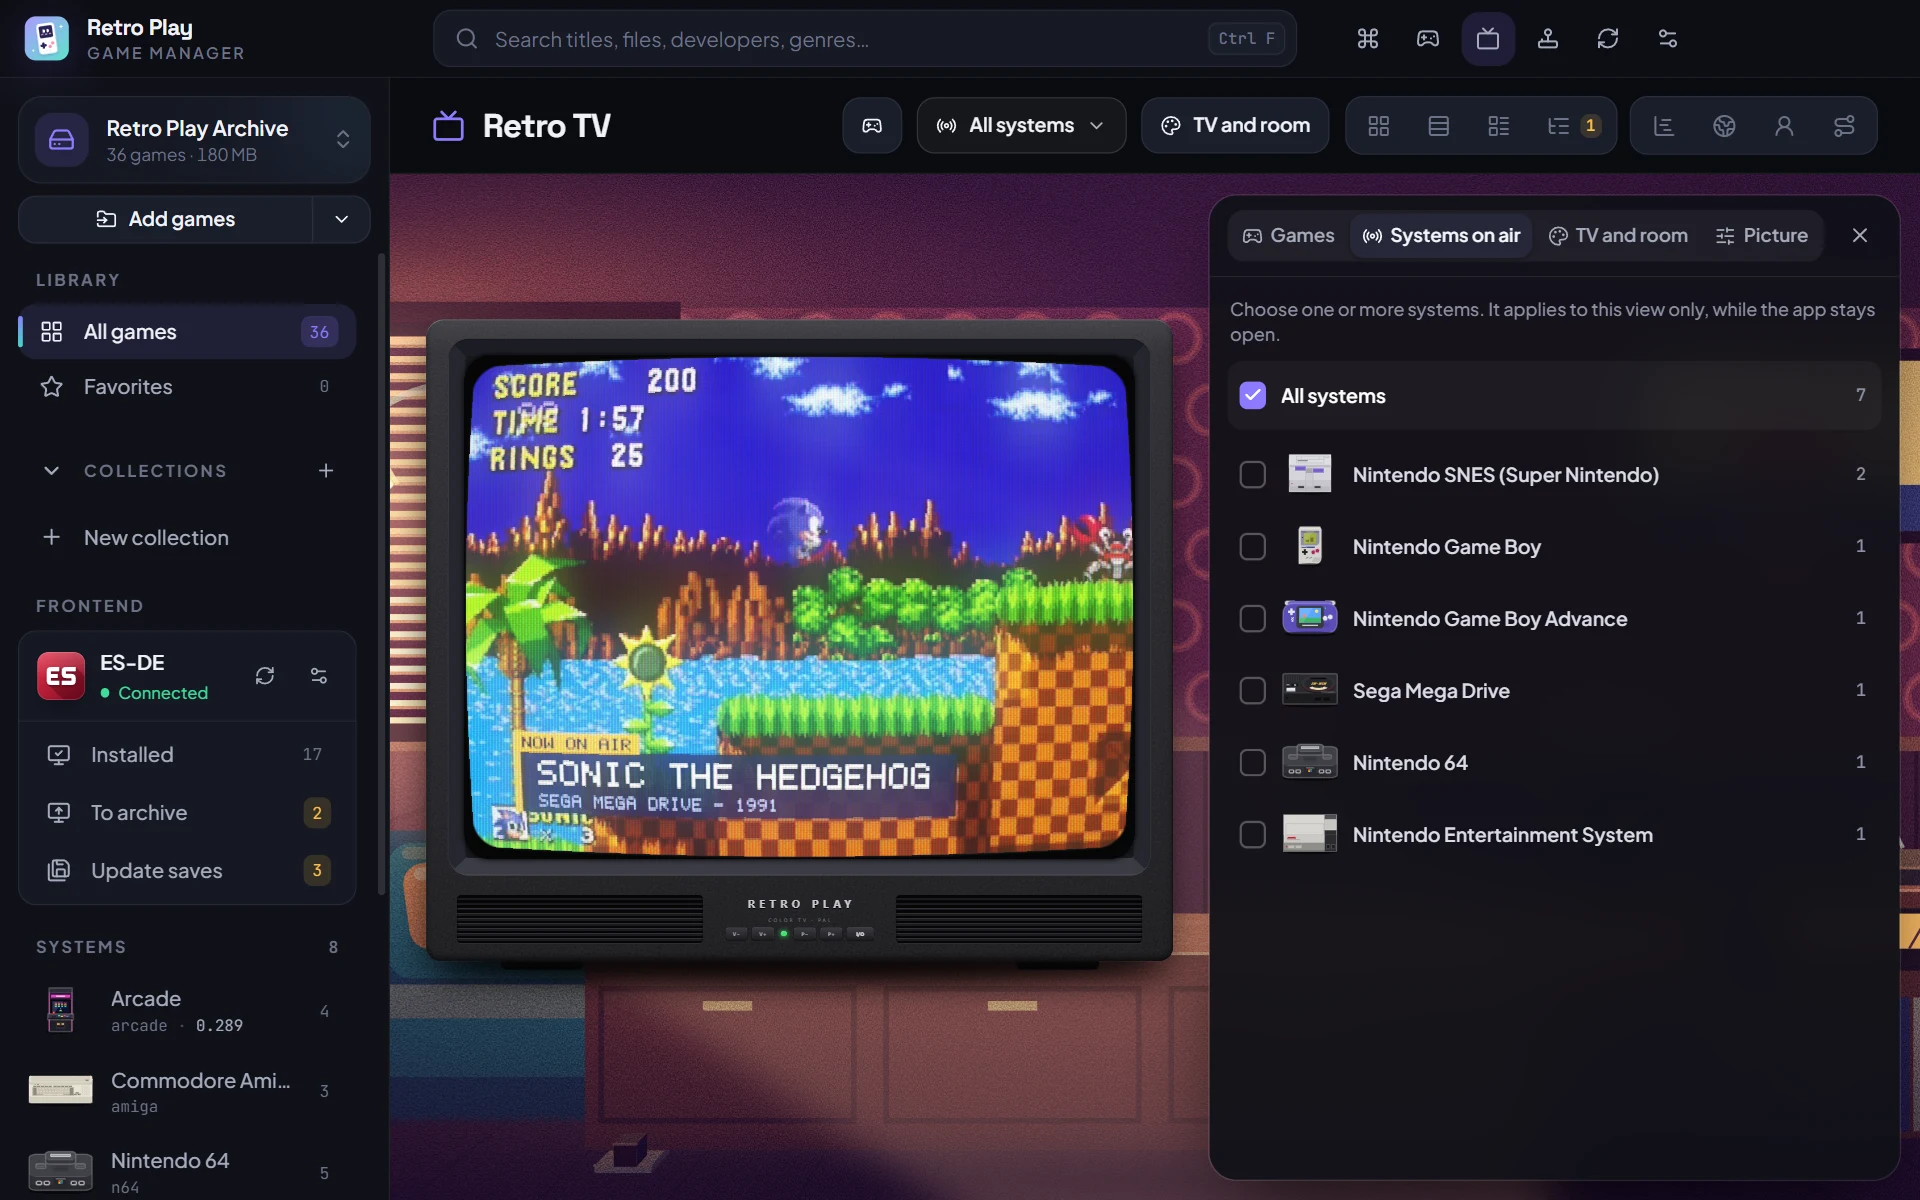 Retro Play
GAME MANAGER
Search titles, files, developers, genres...
Ctrl F
Retro Play Archive
36 games · 180 MB
Add games
LIBRARY
All games
36
Favorites
0
COLLECTIONS
New collection
FRONTEND
ES
ES-DE
Connected
Installed
17
To archive
2
Update saves
3
SYSTEMS
8
Arcade
arcade · 0.289
4
Commodore Ami...
amiga
3
Nintendo 64
n64
5
Retro TV
All systems
TV and room
1
SCORE 200
TIME 1:57
RINGS 25
NOW ON AIR
SONIC THE HEDGEHOG
SEGA MEGA DRIVE - 1991
SONIC
3
RETRO PLAY
COLOR TV · PAL
V-
V+
P-
P+
I/O
Games
Systems on air
TV and room
Picture
Choose one or more systems. It applies to this view only, while the app stays
open.
All systems
7
Nintendo SNES (Super Nintendo)
2
Nintendo Game Boy
1
Nintendo Game Boy Advance
1
Sega Mega Drive
1
Nintendo 64
1
Nintendo Entertainment System
1